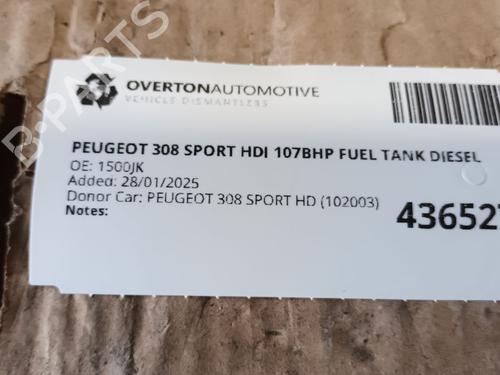 B-PARTS
OVERTONAUTOMOTIVE
VEHICLE DISMANTLERS
PEUGEOT 308 SPORT HDI 107BHP FUEL TANK DIESEL
OE: 1500JK
Added: 28/01/2025
Donor Car: PEUGEOT 308 SPORT HD (102003)
Notes:
436527